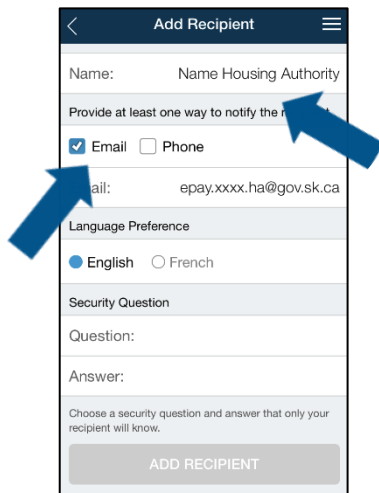 Add Recipient
Name: Name Housing Authority
Provide at least one way to notify the
Email Phone
epay.xxxx.ha@gov.sk.ca
Language Preference
English French
Security Question
Question:
Answer:
Choose a security question and answer that only your
recipient will know.
ADD RECIPIENT